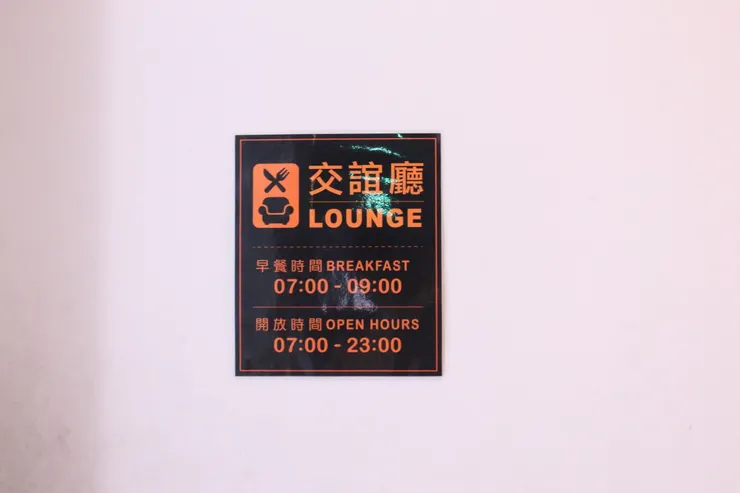 交誼廳
LOUNGE
早餐時間 BREAKFAST
07:00 - 09:00
開放時間 OPEN HOURS
07:00 - 23:00